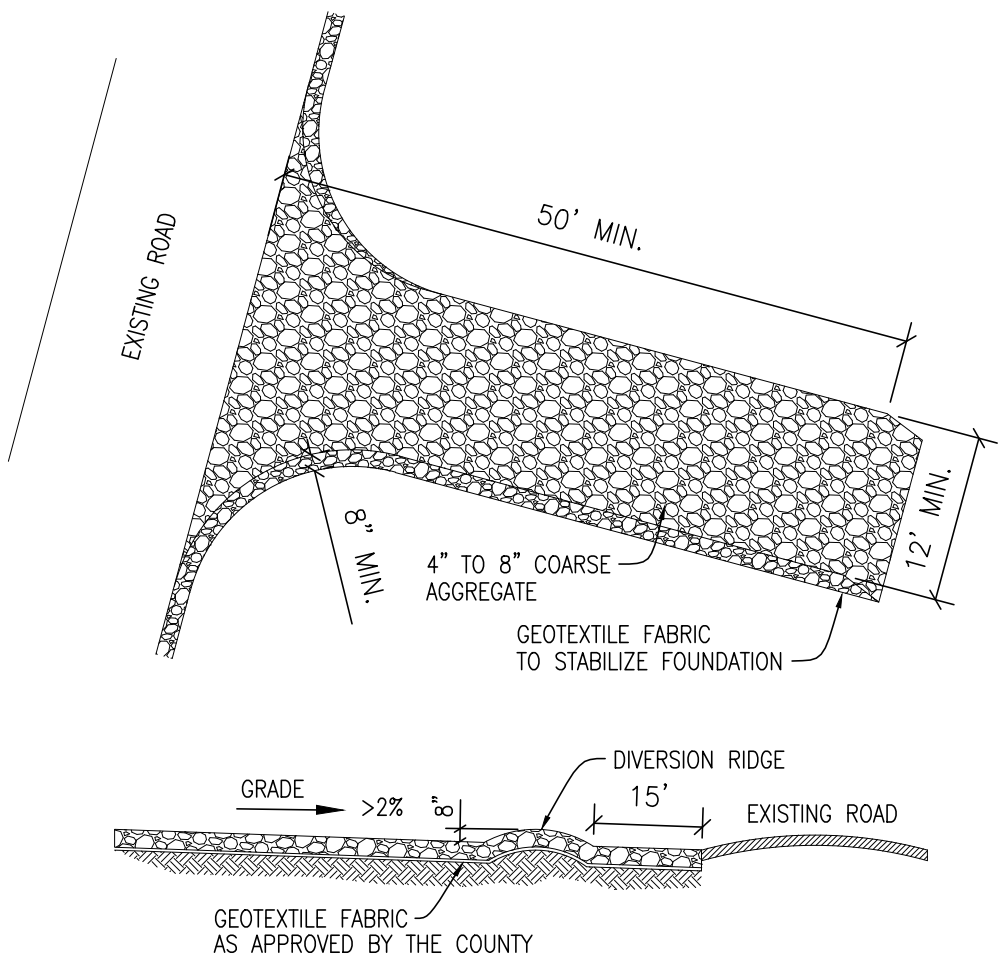 50' MIN.
EXISTING ROAD
8" MIN.
12' MIN.
4" TO 8" COARSE
AGGREGATE
GEOTEXTILE FABRIC
TO STABILIZE FOUNDATION
DIVERSION RIDGE
GRADE
>2%
8"
15'
EXISTING ROAD
GEOTEXTILE FABRIC
AS APPROVED BY THE COUNTY